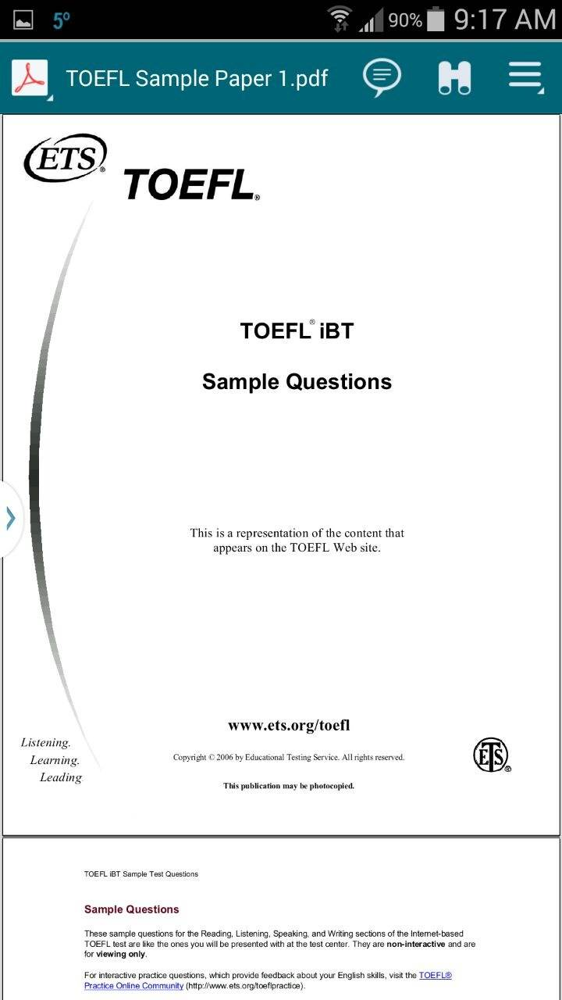 5° 90% 9:17 AM
TOEFL Sample Paper 1.pdf
ETS®
TOEFL®
TOEFL® iBT
Sample Questions
This is a representation of the content that
appears on the TOEFL Web site.
www.ets.org/toefl
Listening.
Learning.
Leading
Copyright © 2006 by Educational Testing Service. All rights reserved.
ETS®
This publication may be photocopied.
TOEFL iBT Sample Test Questions
Sample Questions
These sample questions for the Reading, Listening, Speaking, and Writing sections of the Internet-based
TOEFL test are like the ones you will be presented with at the test center. They are non-interactive and are
for viewing only.
For interactive practice questions, which provide feedback about your English skills, visit the TOEFL®
Practice Online Community (http://www.ets.org/toeflpractice).